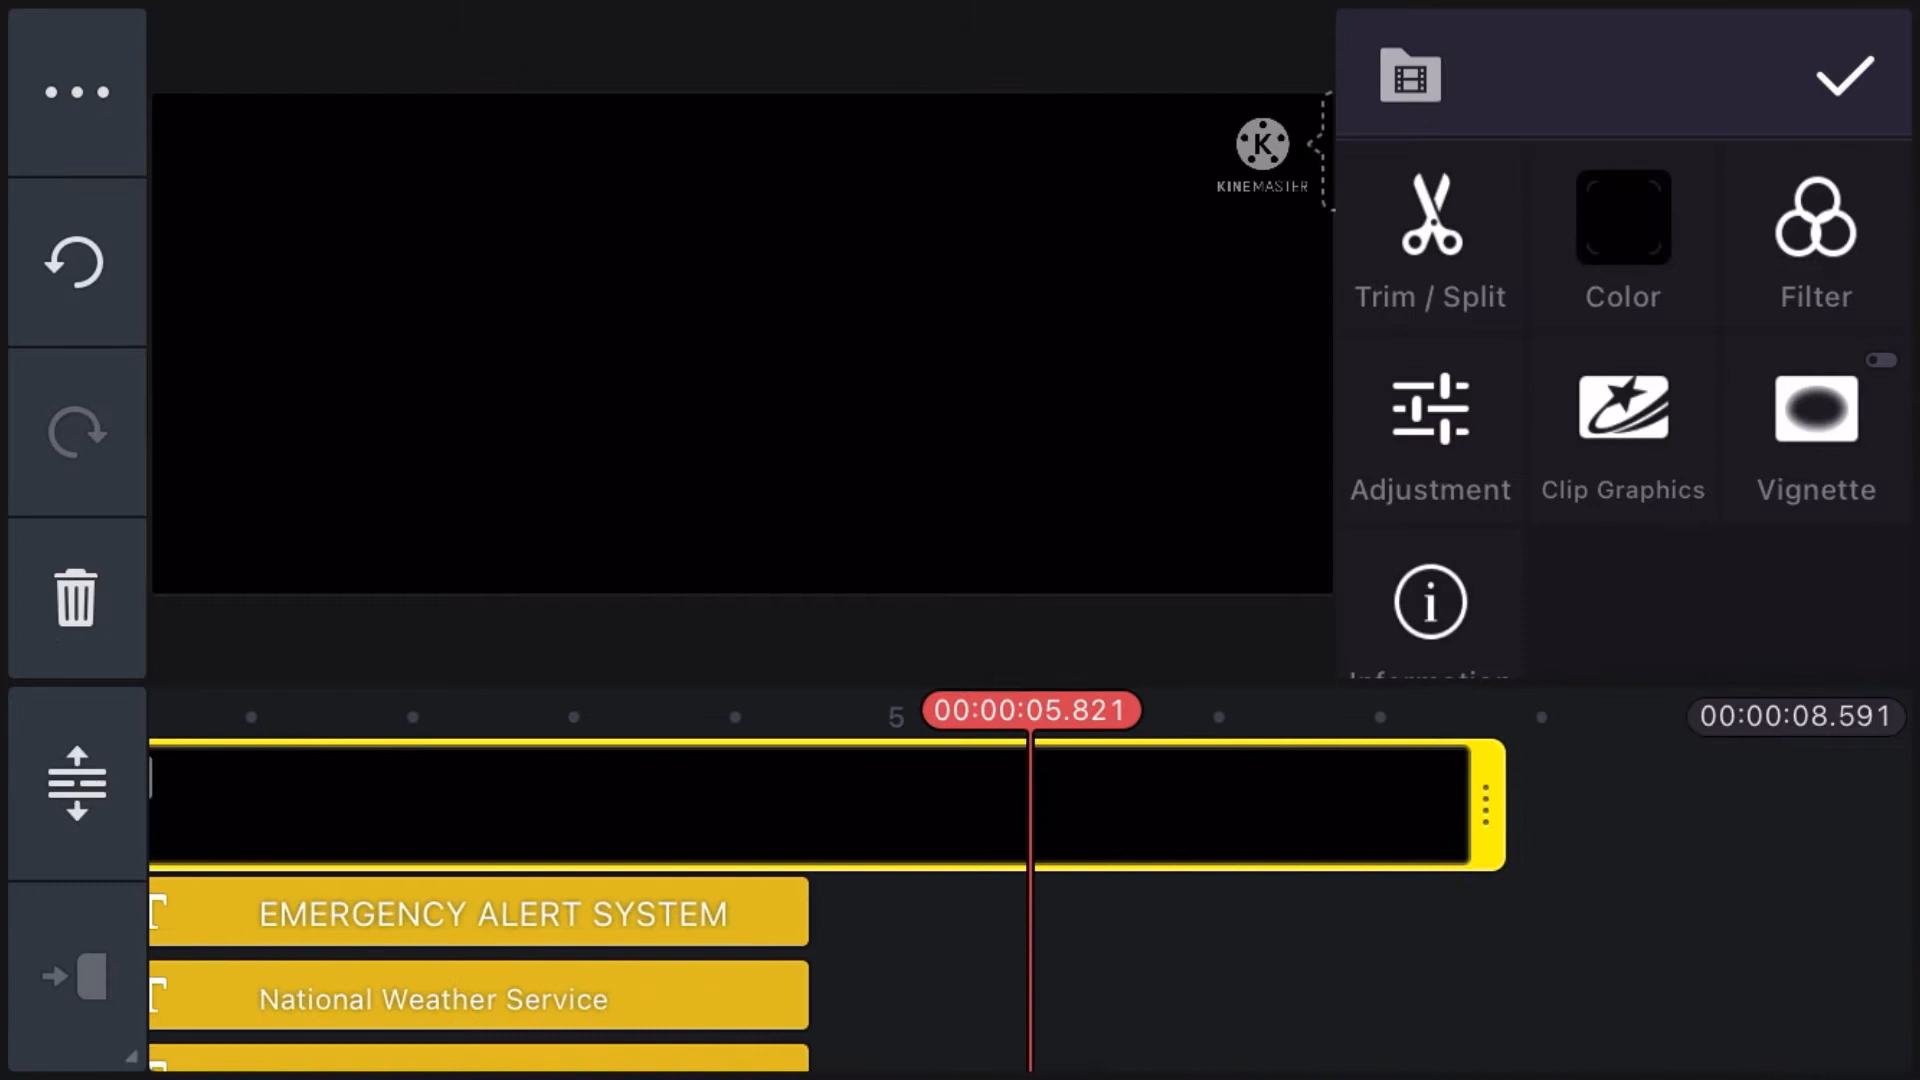 KINEMASTER
Trim / Split
Color
Filter
Adjustment
Clip Graphics
Vignette
Information
5
00:00:05.821
00:00:08.591
EMERGENCY ALERT SYSTEM
National Weather Service